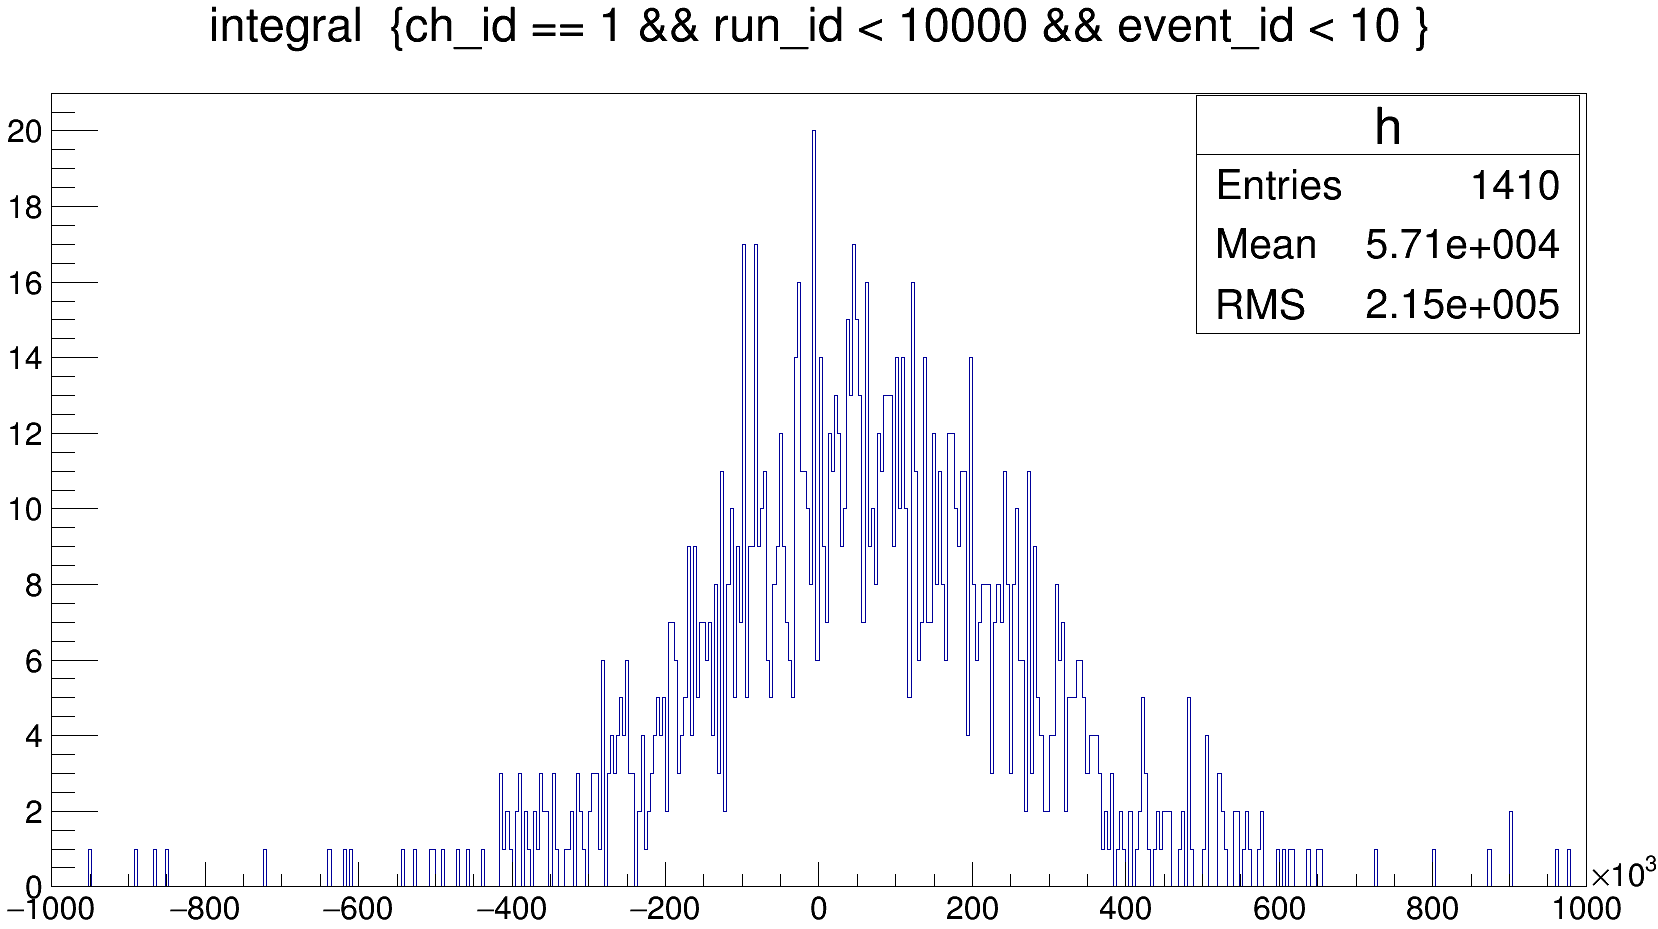 integral {ch_id == 1 && run_id < 10000 && event_id < 10 }
h
Entries 1410
Mean 5.71e+004
RMS 2.15e+005
20
18
16
14
12
10
8
6
4
2
0
−1000 −800 −600 −400 −200 0 200 400 600 800 1000
×10³